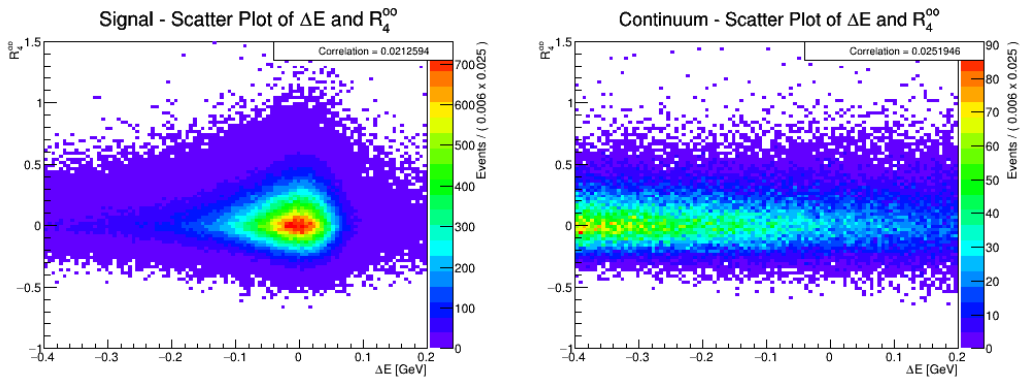 Signal - Scatter Plot of ΔE and R₄ᵒᵒ
Correlation = 0.0212594
R₄ᵒᵒ
1.5
1
0.5
0
−0.5
−1
−0.4 −0.3 −0.2 −0.1 0 0.1 0.2
ΔE [GeV]
700
600
500
400
300
200
100
0
Events / ( 0.006 x 0.025 )
Continuum - Scatter Plot of ΔE and R₄ᵒᵒ
Correlation = 0.0251946
R₄ᵒᵒ
1.5
1
0.5
0
−0.5
−1
−0.4 −0.3 −0.2 −0.1 0 0.1 0.2
ΔE [GeV]
90
80
70
60
50
40
30
20
10
0
Events / ( 0.006 x 0.025 )